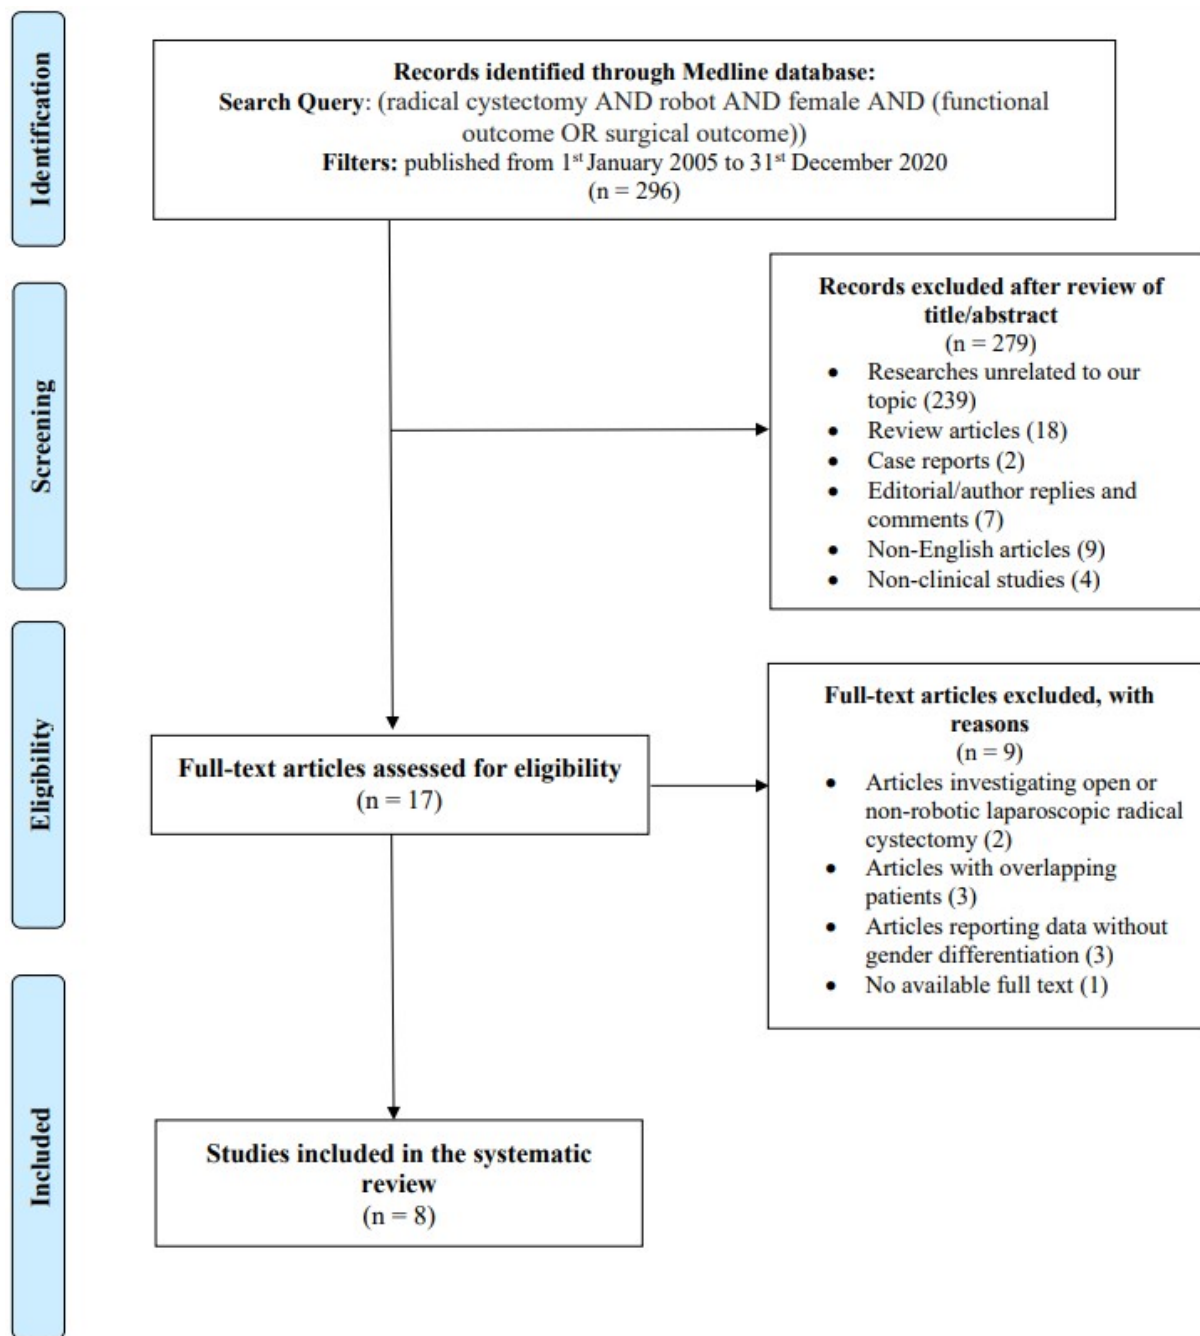 Identification
Records identified through Medline database:
Search Query: (radical cystectomy AND robot AND female AND (functional
outcome OR surgical outcome))
Filters: published from 1st January 2005 to 31st December 2020
(n = 296)
Screening
Records excluded after review of
title/abstract
(n = 279)
• Researches unrelated to our
topic (239)
• Review articles (18)
• Case reports (2)
• Editorial/author replies and
comments (7)
• Non-English articles (9)
• Non-clinical studies (4)
Eligibility
Full-text articles assessed for eligibility
(n = 17)
Full-text articles excluded, with
reasons
(n = 9)
• Articles investigating open or
non-robotic laparoscopic radical
cystectomy (2)
• Articles with overlapping
patients (3)
• Articles reporting data without
gender differentiation (3)
• No available full text (1)
Included
Studies included in the systematic
review
(n = 8)